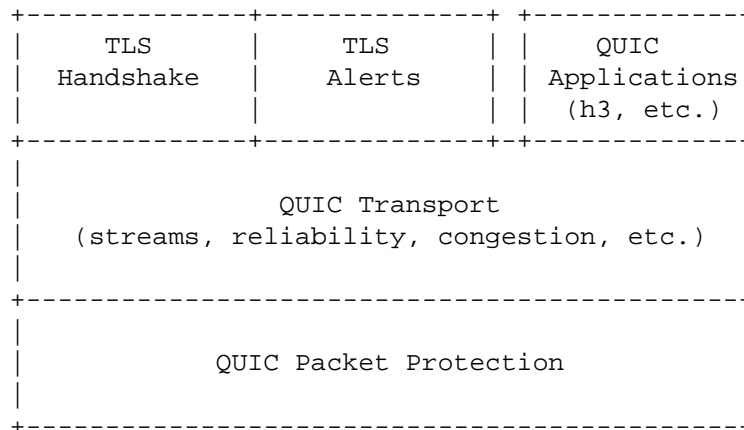 +--------------+--------------+ +-------------
|     TLS      |     TLS      | |    QUIC
|  Handshake   |    Alerts    | | Applications
|              |              | |  (h3, etc.)
+--------------+--------------+-+-------------
|
|                QUIC Transport
|   (streams, reliability, congestion, etc.)
|
+---------------------------------------------
|
|            QUIC Packet Protection
|
+---------------------------------------------